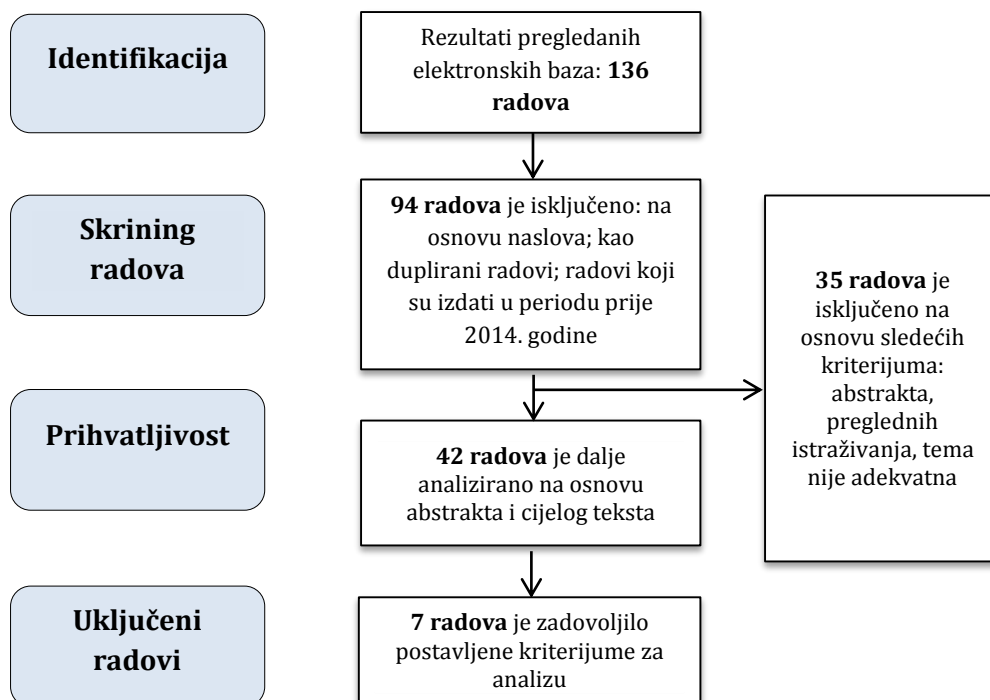 Identifikacija
Rezultati pregledanih
elektronskih baza: 136
radova
Skrining
radova
94 radova je isključeno: na
osnovu naslova; kao
duplirani radovi; radovi koji
su izdati u periodu prije
2014. godine
35 radova je
isključeno na
osnovu sledećih
kriterijuma:
abstrakta,
preglednih
istraživanja, tema
nije adekvatna
Prihvatljivost
42 radova je dalje
analizirano na osnovu
abstrakta i cijelog teksta
Uključeni
radovi
7 radova je zadovoljilo
postavljene kriterijume za
analizu